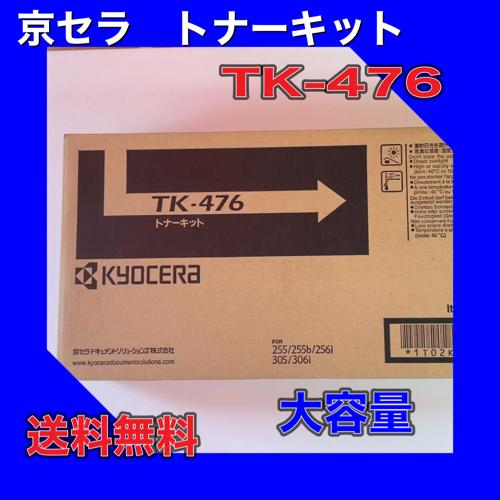 京セラ　トナーキット
TK-476
TK-476
トナーキット
KYOCERA
京セラドキュメントソリューションズ株式会社
www.kyoceradocumentsolutions.com
FOR
255/255b/256i
305/306i
*1T02K
大容量
送料無料